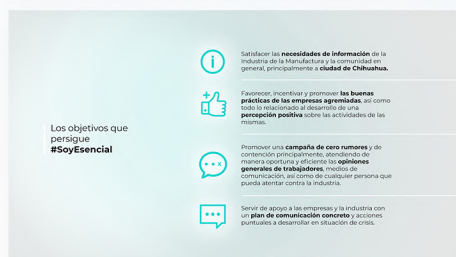 Los objetivos que
persigue
#SoyEsencial
Satisfacer las necesidades de información de la
Industria de la Manufactura y la comunidad en
general, principalmente a ciudad de Chihuahua.
Favorecer, incentivar y promover las buenas
prácticas de las empresas agremiadas, así como
todo lo relacionado al desarrollo de una
percepción positiva sobre las actividades de las
mismas.
Promover una campaña de cero rumores y de
contención principalmente, atendiendo de
manera oportuna y eficiente las opiniones
generales de trabajadores, medios de
comunicación, así como de cualquier persona que
pueda atentar contra la industria.
Servir de apoyo a las empresas y la industria con
un plan de comunicación concreto y acciones
puntuales a desarrollar en situación de crisis.